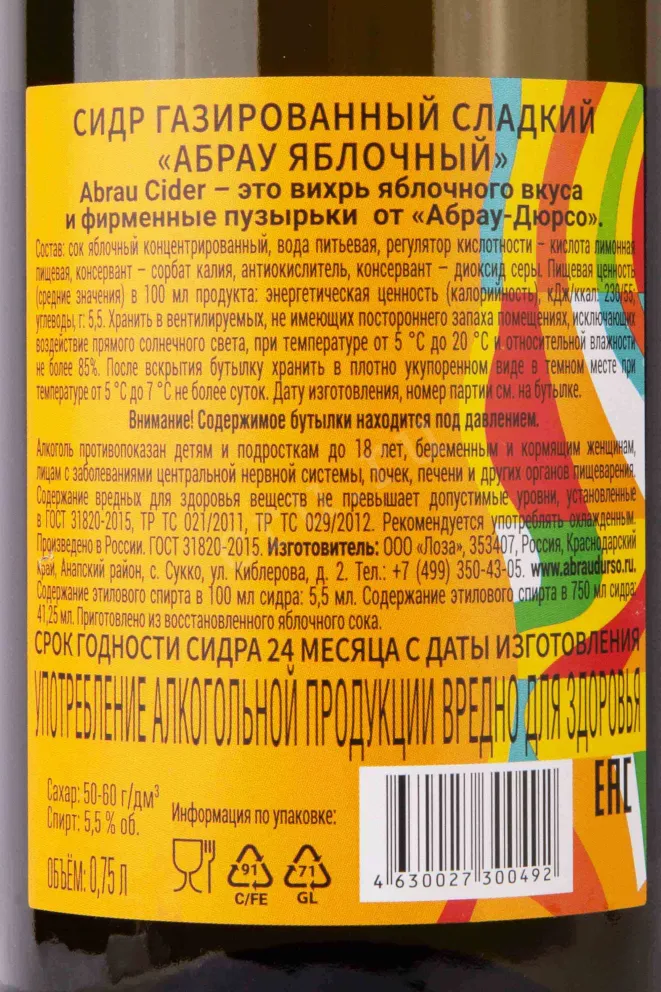 СИДР ГАЗИРОВАННЫЙ СЛАДКИЙ
«АБРАУ ЯБЛОЧНЫЙ»
Abrau Cider – это вихрь яблочного вкуса
и фирменные пузырьки от «Абрау-Дюрсо».
Состав: сок яблочный концентрированный, вода питьевая, регулятор кислотности – кислота лимонная
пищевая, консервант – сорбат калия, антиокислитель, консервант – диоксид серы. Пищевая ценность
(средние значения) в 100 мл продукта: энергетическая ценность (калорийность), кДж/ккал: 230/55,
углеводы, г: 5,5. Хранить в вентилируемых, не имеющих постороннего запаха помещениях, исключающих
воздействие прямого солнечного света, при температуре от 5 °С до 20 °С и относительной влажности
не более 85%. После вскрытия бутылку хранить в плотно укупоренном виде в темном месте при
температуре от 5 °С до 7 °С не более суток. Дату изготовления, номер партии см. на бутылке.
Внимание! Содержимое бутылки находится под давлением.
Алкоголь противопоказан детям и подросткам до 18 лет, беременным и кормящим женщинам,
лицам с заболеваниями центральной нервной системы, почек, печени и других органов пищеварения.
Содержание вредных для здоровья веществ не превышает допустимые уровни, установленные
в ГОСТ 31820-2015, ТР ТС 021/2011, ТР ТС 029/2012. Рекомендуется употреблять охлажденным.
Произведено в России. ГОСТ 31820-2015. Изготовитель: ООО «Лоза», 353407, Россия, Краснодарский
край, Анапский район, с. Сукко, ул. Киблерова, д. 2. Тел.: +7 (499) 350-43-05. www.abraudurso.ru.
Содержание этилового спирта в 100 мл сидра: 5,5 мл. Содержание этилового спирта в 750 мл сидра:
41,25 мл. Приготовлено из восстановленного яблочного сока.
СРОК ГОДНОСТИ СИДРА 24 МЕСЯЦА С ДАТЫ ИЗГОТОВЛЕНИЯ
УПОТРЕБЛЕНИЕ АЛКОГОЛЬНОЙ ПРОДУКЦИИ ВРЕДНО ДЛЯ ЗДОРОВЬЯ
Сахар: 50-60 г/дм³
Спирт: 5,5 % об.
ОБЪЁМ: 0,75 л
Информация по упаковке:
91
C/FE
71
GL
4 630027 300492
EAC